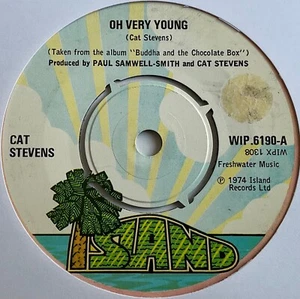 OH VERY YOUNG
(Cat Stevens)
(Taken from the album "Buddha and the Chocolate Box")
Produced by PAUL SAMWELL-SMITH and CAT STEVENS
CAT
STEVENS
WIP.6190-A
WIPX 1308
Freshwater Music
℗ 1974 Island
Records Ltd
ISLAND